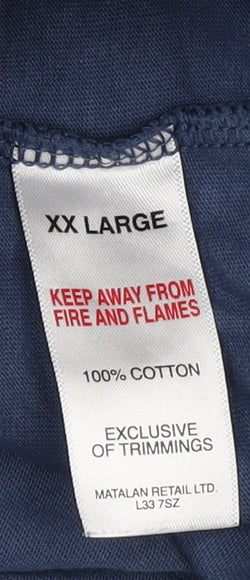 XX LARGE
KEEP AWAY FROM
FIRE AND FLAMES
100% COTTON
EXCLUSIVE
OF TRIMMINGS
MATALAN RETAIL LTD.
L33 7SZ